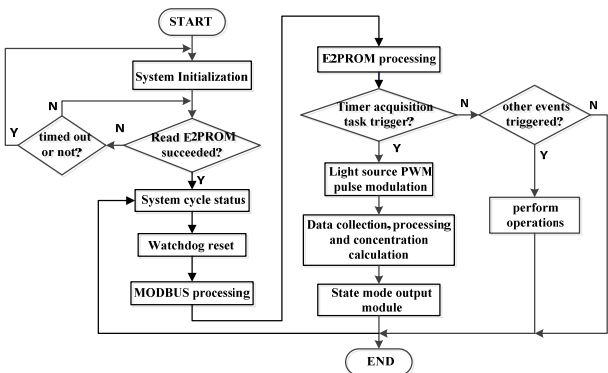 START
System Initialization
N
Y
timed out
or not?
N
Read E2PROM
succeeded?
Y
System cycle status
Watchdog reset
MODBUS processing
E2PROM processing
Timer acquisition
task trigger?
N
other events
triggered?
N
Y
Y
Light source PWM
pulse modulation
perform
operations
Data collection, processing
and concentration
calculation
State mode output
module
END